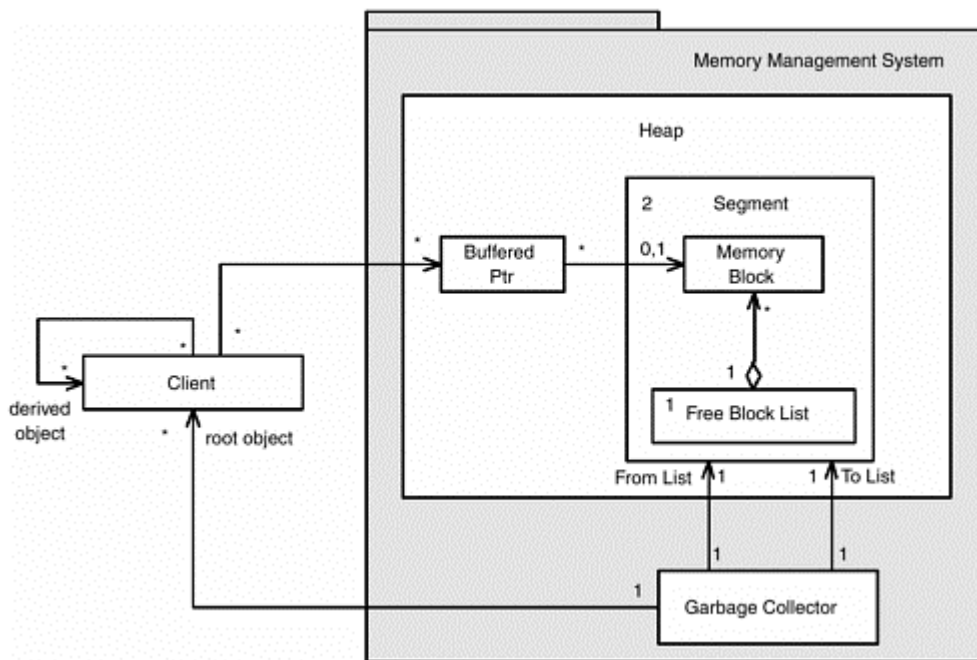 Memory Management System
Heap
2
Segment
*
Buffered
Ptr
*
0,1
Memory
Block
*
*
*
*
Client
derived
object
*
root object
1
1
Free Block List
From List
1
1
To List
1
1
1
Garbage Collector